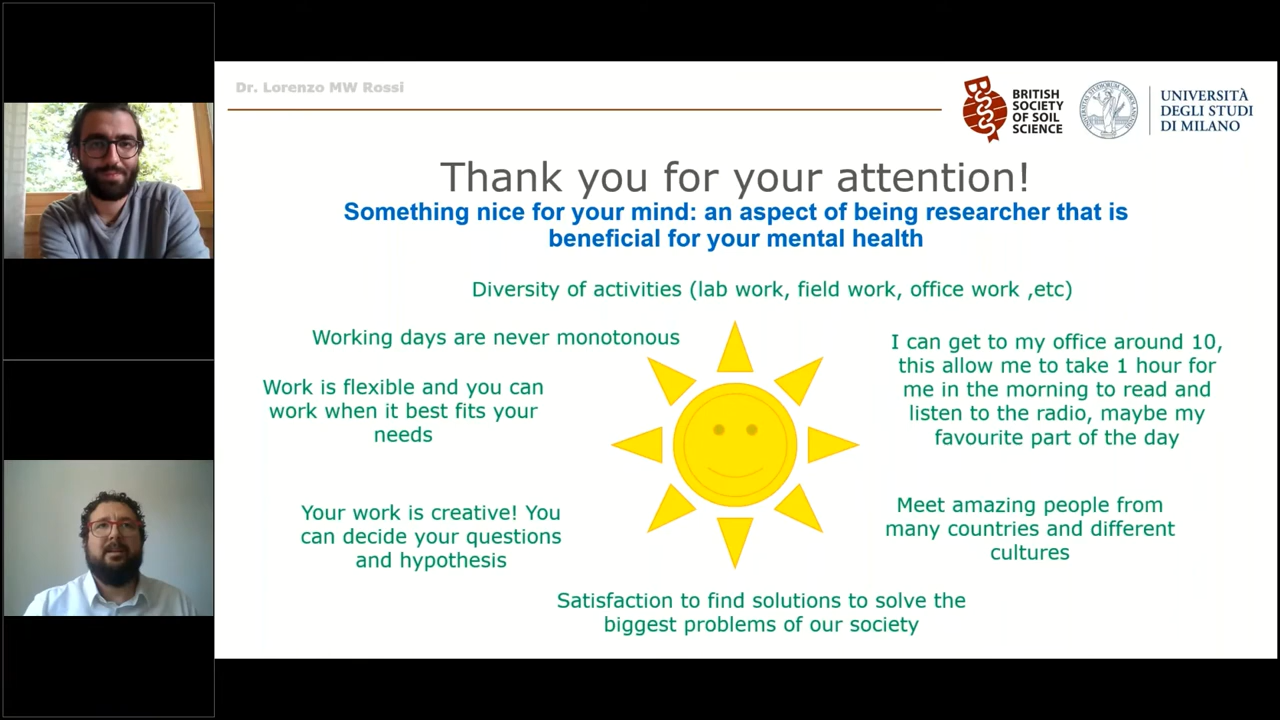 Dr. Lorenzo MW Rossi
BRITISH
SOCIETY
OF SOIL
SCIENCE
UNIVERSITÀ
DEGLI STUDI
DI MILANO
Thank you for your attention!
Something nice for your mind: an aspect of being researcher that is
beneficial for your mental health
Diversity of activities (lab work, field work, office work ,etc)
Working days are never monotonous
Work is flexible and you can
work when it best fits your
needs
I can get to my office around 10,
this allow me to take 1 hour for
me in the morning to read and
listen to the radio, maybe my
favourite part of the day
Your work is creative! You
can decide your questions
and hypothesis
Meet amazing people from
many countries and different
cultures
Satisfaction to find solutions to solve the
biggest problems of our society